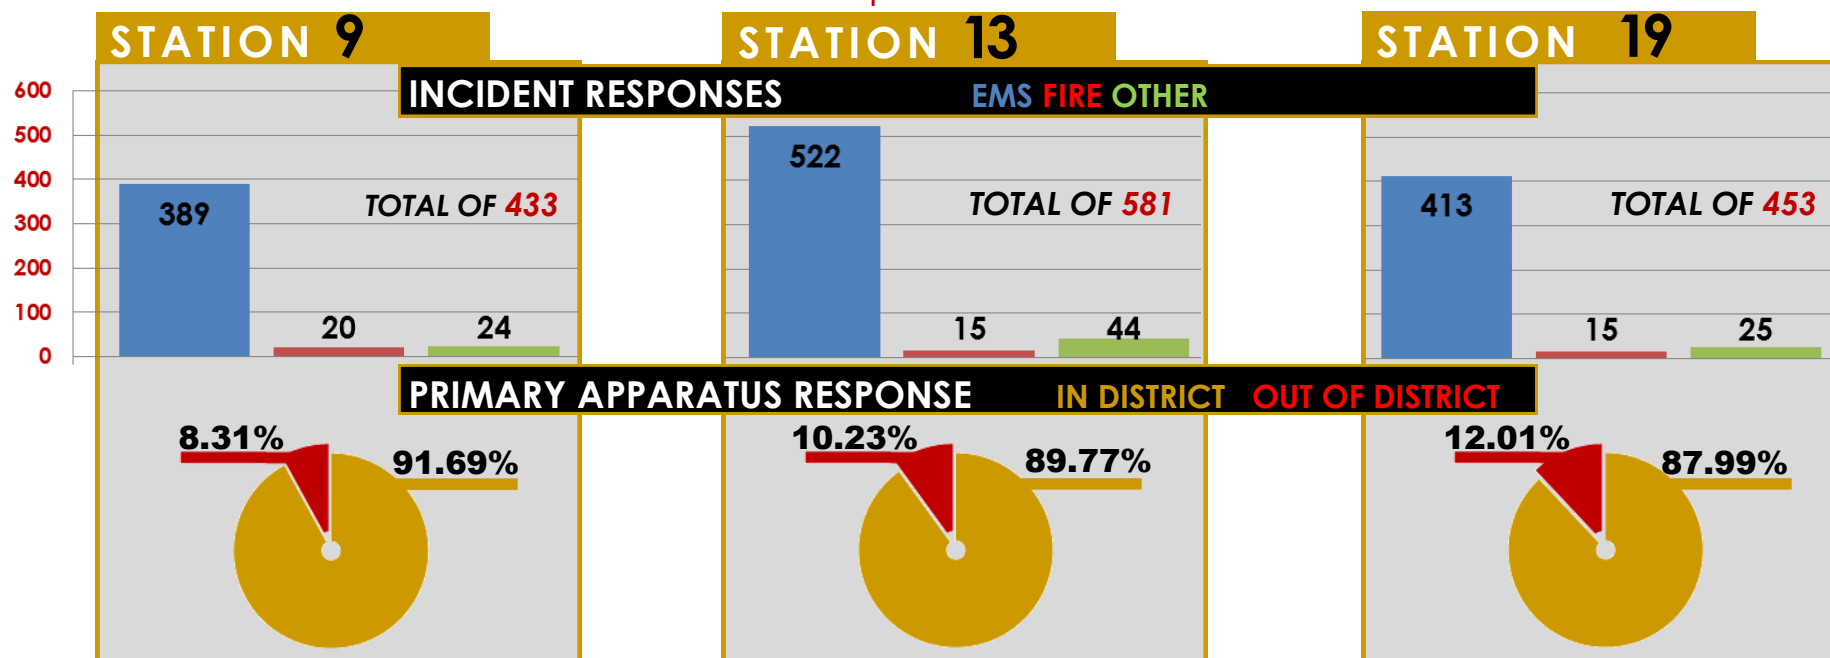 STATION 9
STATION 13
STATION 19
INCIDENT RESPONSES EMS FIRE OTHER
600
500
400
300
200
100
0
389
20
24
TOTAL OF 433
522
15
44
TOTAL OF 581
413
15
25
TOTAL OF 453
PRIMARY APPARATUS RESPONSE IN DISTRICT OUT OF DISTRICT
8.31%
91.69%
10.23%
89.77%
12.01%
87.99%